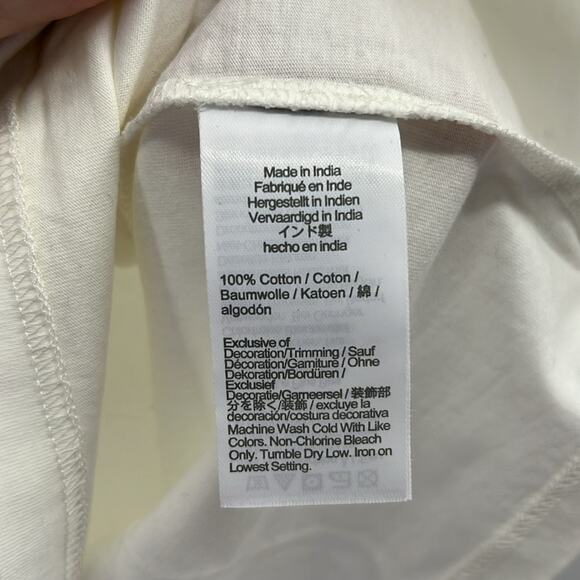 Made in India
Fabriqué en Inde
Hergestellt in Indien
Vervaardigd in India
インド製
hecho en india
100% Cotton / Coton /
Baumwolle / Katoen / 綿 /
algodón
Exclusive of
Decoration/Trimming / Sauf
Décoration/Garniture / Ohne
Dekoration/Bordüren /
Exclusief
Decoratie/Garneersel / 装飾部
分を除く/装飾 / excluye la
decoración/costura decorativa
Machine Wash Cold With Like
Colors. Non-Chlorine Bleach
Only. Tumble Dry Low. Iron on
Lowest Setting.